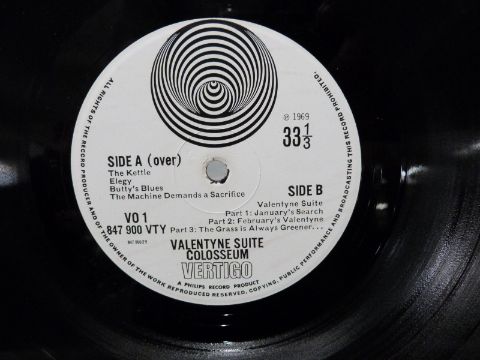 ALL RIGHTS OF THE RECORD PRODUCER AND OF THE OWNER OF THE WORK REPRODUCED RESERVED. COPYING, PUBLIC PERFORMANCE AND BROADCASTING THIS RECORD PROHIBITED.
℗ 1969
33⅓
SIDE A (over)
The Kettle
Elegy
Butty's Blues
The Machine Demands a Sacrifice
SIDE B
Valentyne Suite
Part 1: January's Search
Part 2: February's Valentyne
Part 3: The Grass is Always Greener...
VO 1
847 900 VTY
VALENTYNE SUITE
COLOSSEUM
VERTIGO
A PHILIPS RECORD PRODUCT